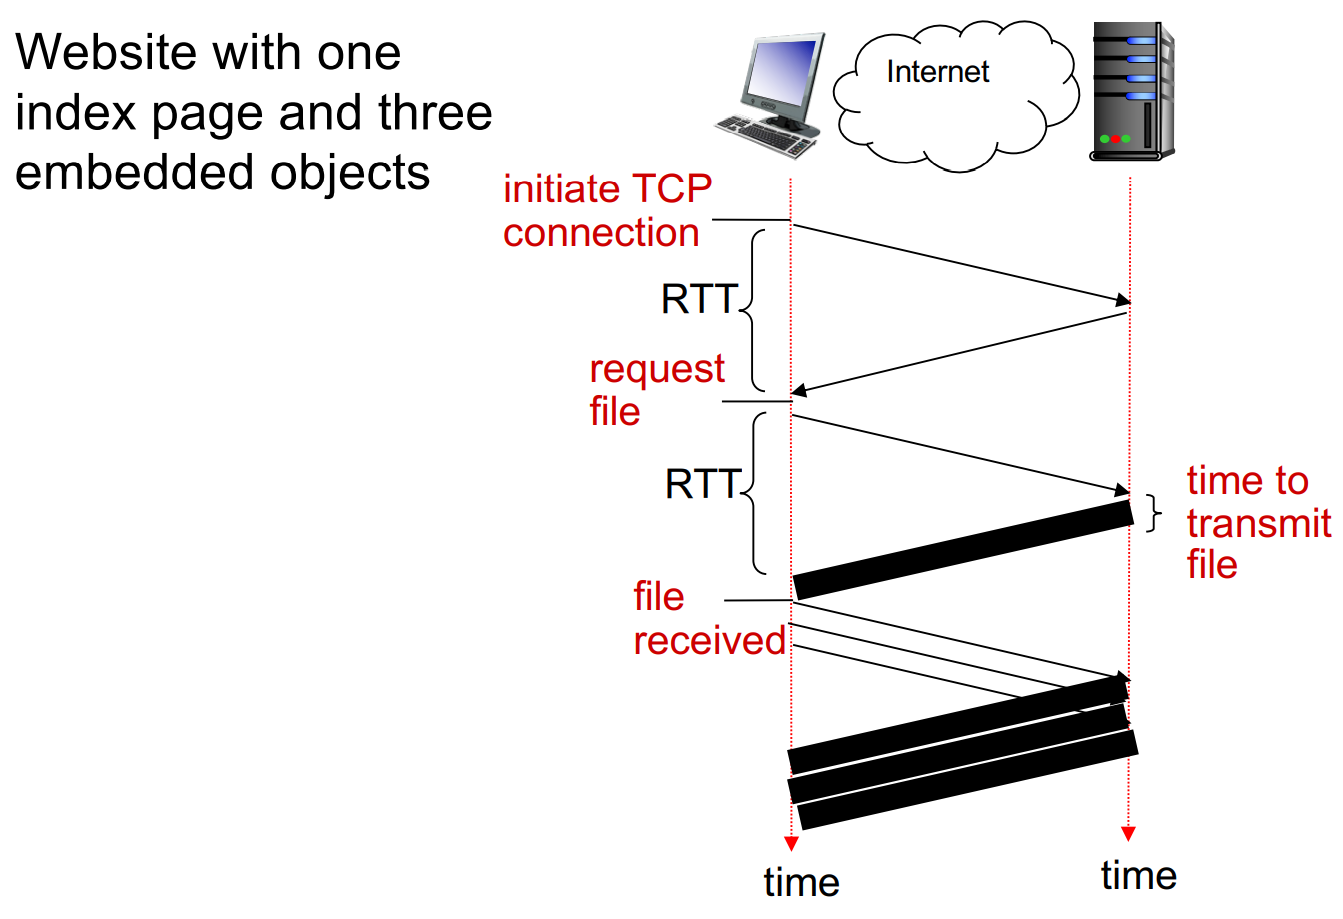 Website with one
index page and three
embedded objects
Internet
initiate TCP
connection
RTT
request
file
RTT
time to
transmit
file
file
received
time
time